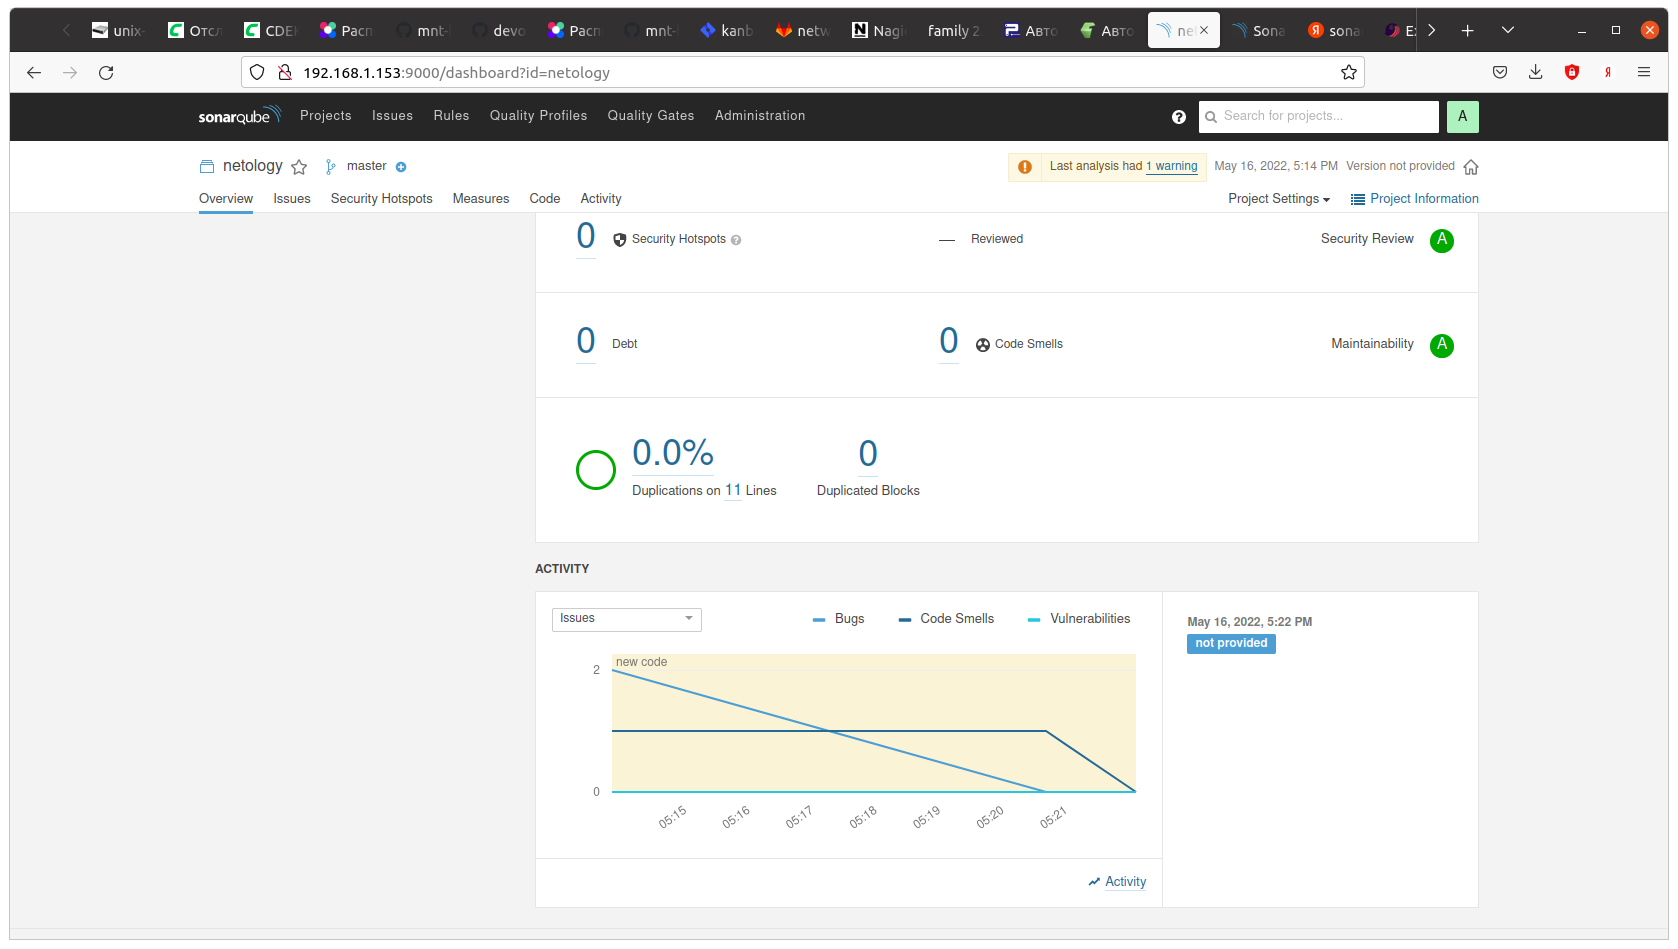 unix- Отсл CDEK Расп mnt- devo Расп mnt- kanb netw Nagi family 2 Авто Авто net Sona sona Ex
192.168.1.153:9000/dashboard?id=netology
sonarqube Projects Issues Rules Quality Profiles Quality Gates Administration Search for projects... A
netology master Last analysis had 1 warning May 16, 2022, 5:14 PM Version not provided
Overview Issues Security Hotspots Measures Code Activity Project Settings Project Information
0 Security Hotspots — Reviewed Security Review A
0 Debt 0 Code Smells Maintainability A
0.0% 0
Duplications on 11 Lines Duplicated Blocks
ACTIVITY
Issues Bugs Code Smells Vulnerabilities May 16, 2022, 5:22 PM
not provided
new code
2
0
05:15 05:16 05:17 05:18 05:19 05:20 05:21
Activity